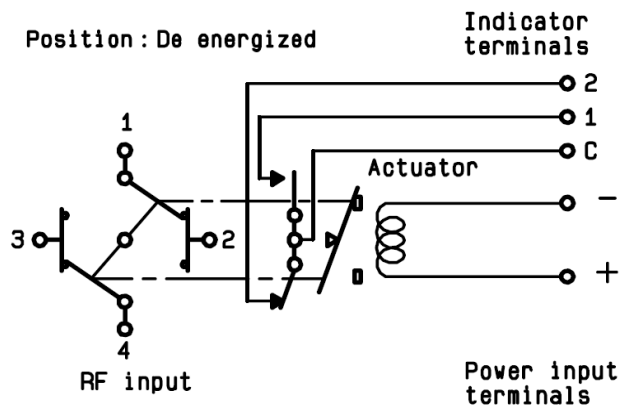 Position : De energized
Indicator
terminals
2
1
C
1
Actuator
-
3
2
+
4
RF input
Power input
terminals